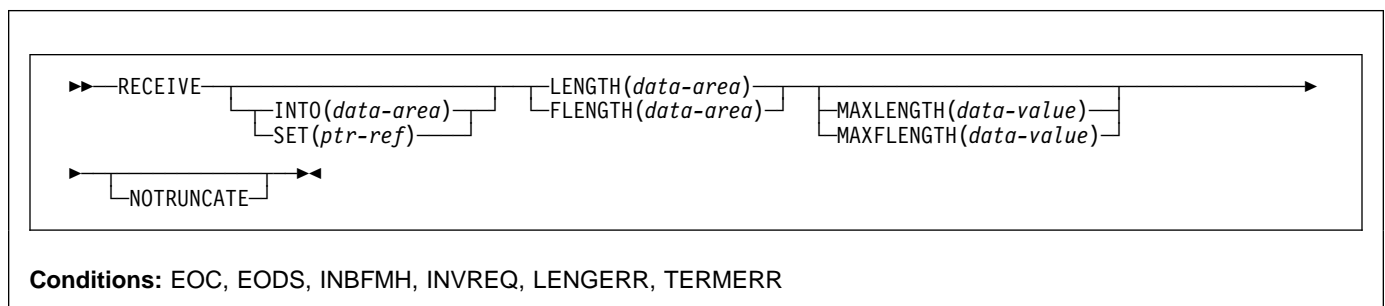 RECEIVE LENGTH(data-area)
INTO(data-area) FLENGTH(data-area) MAXLENGTH(data-value)
SET(ptr-ref) MAXFLENGTH(data-value)
NOTRUNCATE
Conditions: EOC, EODS, INBFMH, INVREQ, LENGERR, TERMERR